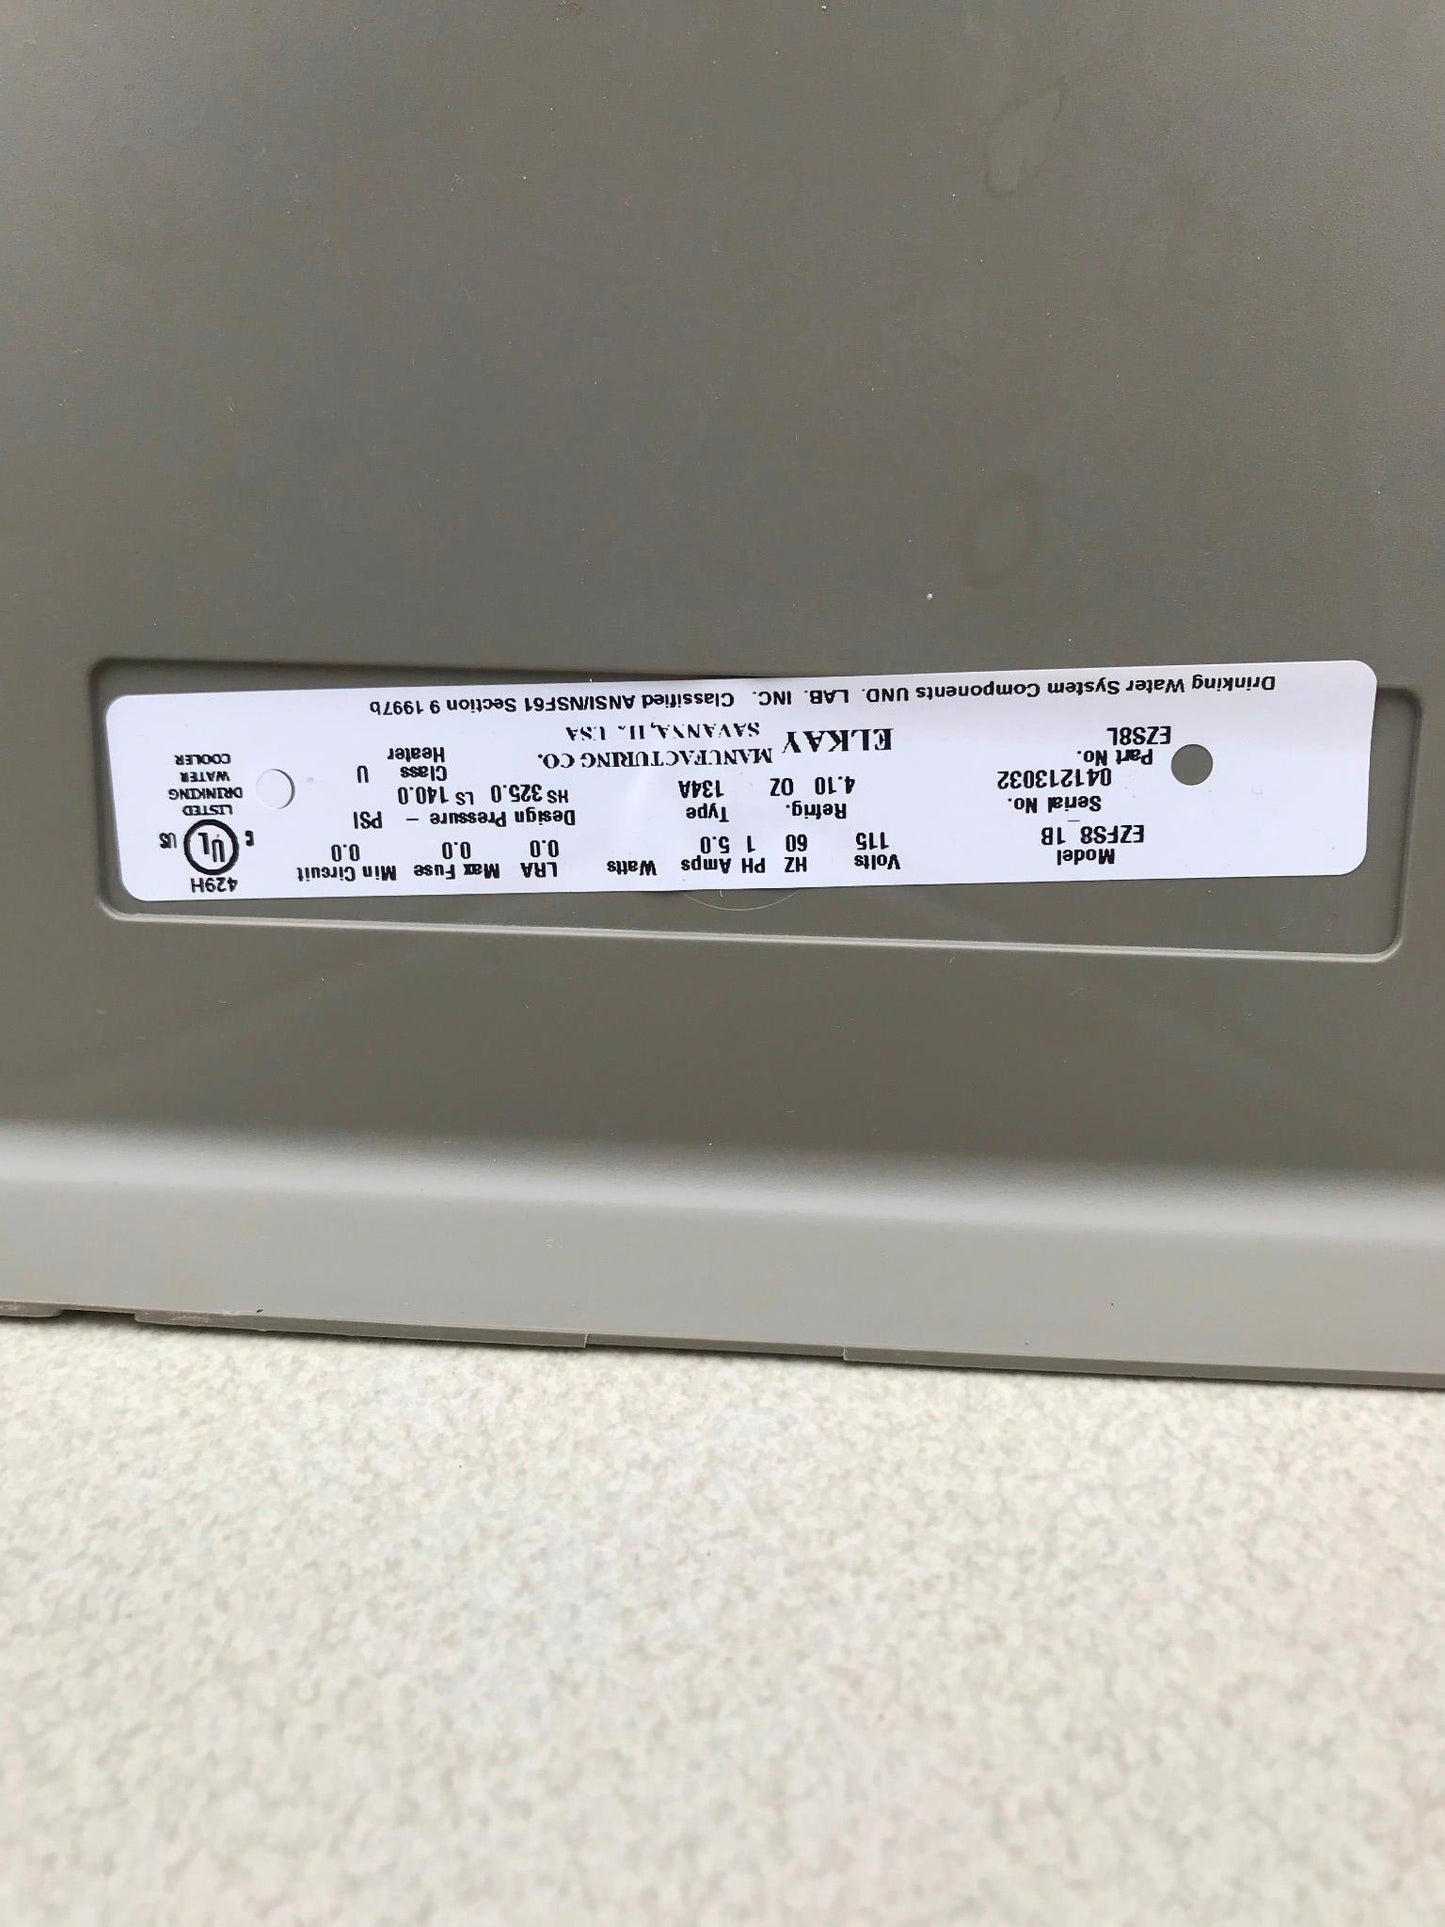 Model Volts HZ PH Amps Watts LRA Max Fuse Min Circuit 429H
EZFS8_1B 115 60 1 5.0 0.0 0.0 0.0
Serial No. Refrig. Type Design Pressure - PSI C UL US
041213032 4.10 OZ 134A HS 325.0 LS 140.0 LISTED
Part No. ELKAY MANUFACTURING CO. Class U DRINKING
EZS8L SAVANNA, IL. USA Heater WATER
COOLER
Drinking Water System Components UND. LAB. INC. Classified ANSI/NSF61 Section 9 1997b